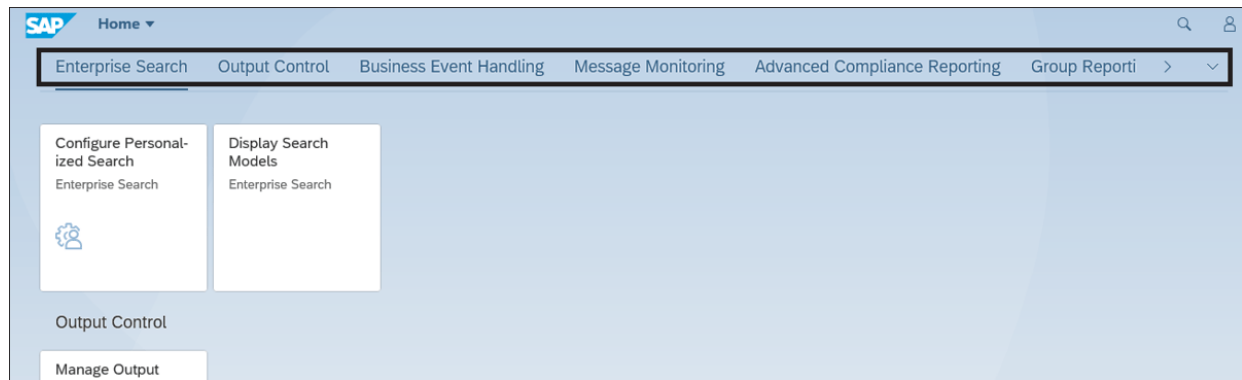 SAP Home
Enterprise Search Output Control Business Event Handling Message Monitoring Advanced Compliance Reporting Group Reporti
Configure Personal-
ized Search
Enterprise Search
Display Search
Models
Enterprise Search
Output Control
Manage Output